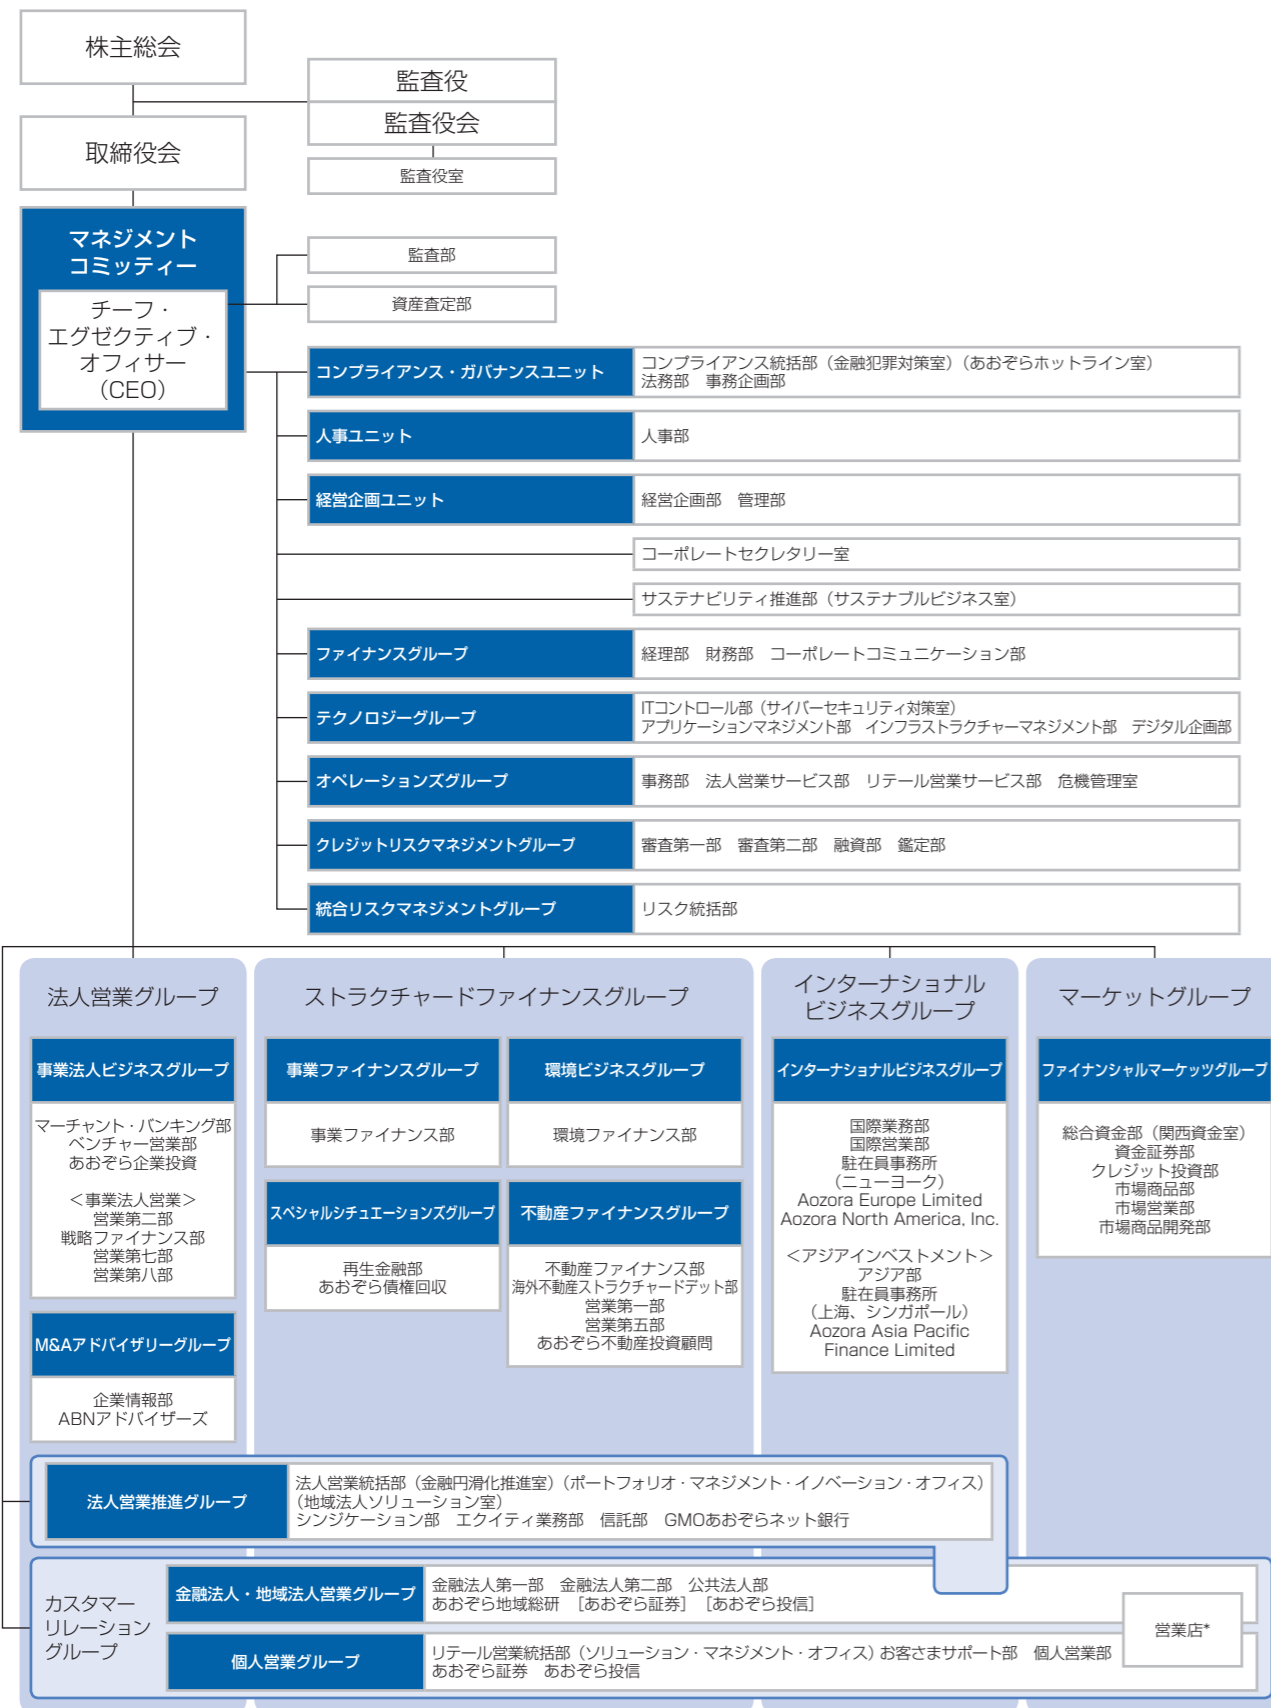 株主総会
監査役
監査役会
取締役会
監査役室
マネジメント
コミッティー
チーフ・
エグゼクティブ・
オフィサー
（CEO）
監査部
資産査定部
コンプライアンス・ガバナンスユニット
コンプライアンス統括部（金融犯罪対策室）（あおぞらホットライン室）
法務部　事務企画部
人事ユニット
人事部
経営企画ユニット
経営企画部　管理部
コーポレートセクレタリー室
サステナビリティ推進部（サステナブルビジネス室）
ファイナンスグループ
経理部　財務部　コーポレートコミュニケーション部
テクノロジーグループ
ITコントロール部（サイバーセキュリティ対策室）
アプリケーションマネジメント部　インフラストラクチャーマネジメント部　デジタル企画部
オペレーションズグループ
事務部　法人営業サービス部　リテール営業サービス部　危機管理室
クレジットリスクマネジメントグループ
審査第一部　審査第二部　融資部　鑑定部
統合リスクマネジメントグループ
リスク統括部
法人営業グループ
事業法人ビジネスグループ
マーチャント・バンキング部
ベンチャー営業部
あおぞら企業投資
＜事業法人営業＞
営業第二部
戦略ファイナンス部
営業第七部
営業第八部
M&Aアドバイザリーグループ
企業情報部
ABNアドバイザーズ
ストラクチャードファイナンスグループ
事業ファイナンスグループ
事業ファイナンス部
環境ビジネスグループ
環境ファイナンス部
スペシャルシチュエーションズグループ
再生金融部
あおぞら債権回収
不動産ファイナンスグループ
不動産ファイナンス部
海外不動産ストラクチャードデット部
営業第一部
営業第五部
あおぞら不動産投資顧問
インターナショナル
ビジネスグループ
インターナショナルビジネスグループ
国際業務部
国際営業部
駐在員事務所
（ニューヨーク）
Aozora Europe Limited
Aozora North America, Inc.
＜アジアインベストメント＞
アジア部
駐在員事務所
（上海、シンガポール）
Aozora Asia Pacific
Finance Limited
マーケットグループ
ファイナンシャルマーケッツグループ
総合資金部（関西資金室）
資金証券部
クレジット投資部
市場商品部
市場営業部
市場商品開発部
法人営業推進グループ
法人営業統括部（金融円滑化推進室）（ポートフォリオ・マネジメント・イノベーション・オフィス）
（地域法人ソリューション室）
シンジケーション部　エクイティ業務部　信託部　GMOあおぞらネット銀行
カスタマー
リレーション
グループ
金融法人・地域法人営業グループ
金融法人第一部　金融法人第二部　公共法人部
あおぞら地域総研　［あおぞら証券］　［あおぞら投信］
個人営業グループ
リテール営業統括部（ソリューション・マネジメント・オフィス）お客さまサポート部　個人営業部
あおぞら証券　あおぞら投信
営業店*